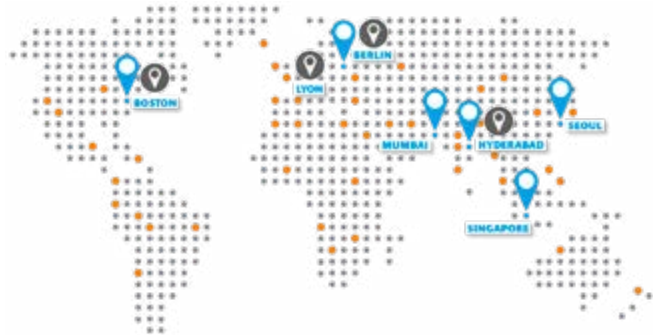 BERLIN
LYON
BOSTON
MUMBAI
HYDERABAD
SEOUL
SINGAPORE